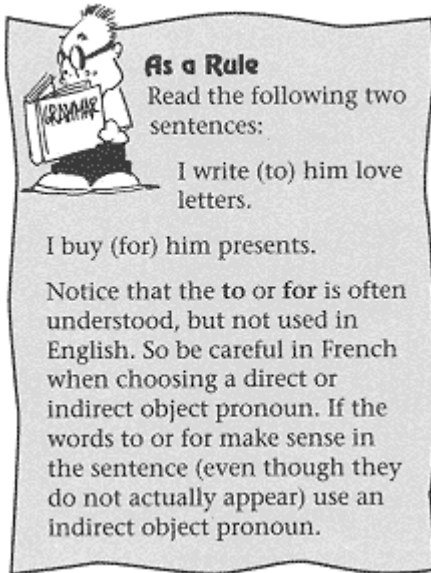 As a Rule
GRAMMAR
Read the following two
sentences:
I write (to) him love
letters.
I buy (for) him presents.
Notice that the to or for is often
understood, but not used in
English. So be careful in French
when choosing a direct or
indirect object pronoun. If the
words to or for make sense in
the sentence (even though they
do not actually appear) use an
indirect object pronoun.